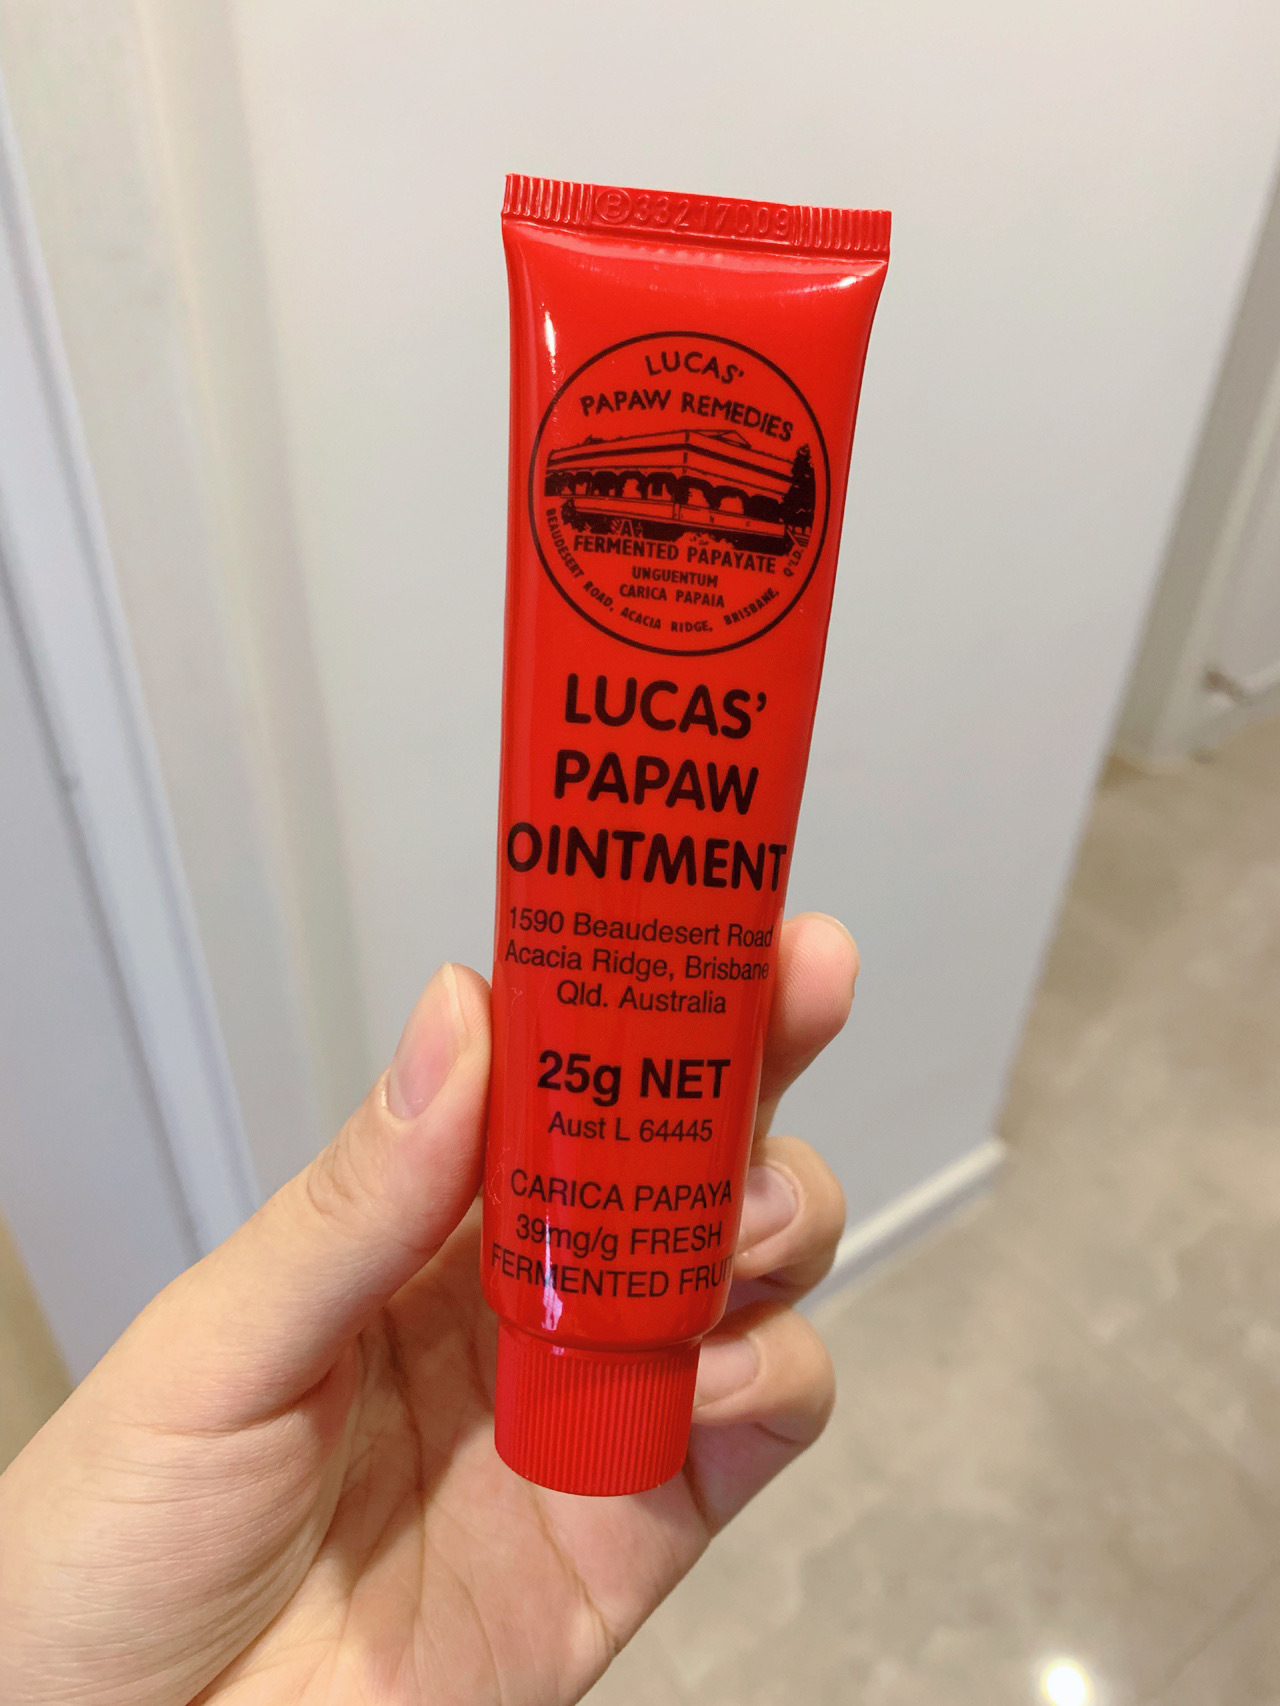 LUCAS'
PAPAW REMEDIES
A
FERMENTED PAPAYATE
UNGUENTUM
CARICA PAPAIA
BEAUDESERT ROAD, ACACIA RIDGE, BRISBANE, Q'LD.
LUCAS'
PAPAW
OINTMENT
1590 Beaudesert Road
Acacia Ridge, Brisbane
Qld. Australia
25g NET
Aust L 64445
CARICA PAPAYA
39mg/g FRESH
FERMENTED FRUIT